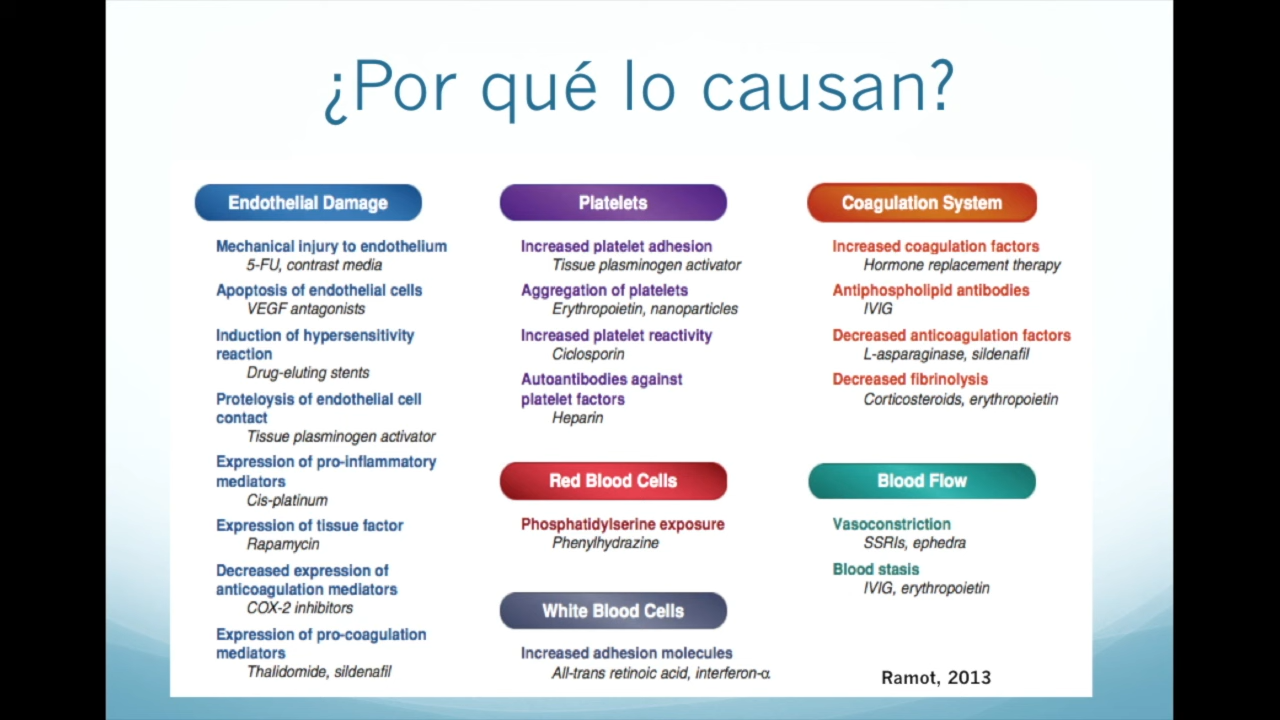 ¿Por qué lo causan?
Endothelial Damage
Mechanical injury to endothelium
5-FU, contrast media
Apoptosis of endothelial cells
VEGF antagonists
Induction of hypersensitivity
reaction
Drug-eluting stents
Proteloysis of endothelial cell
contact
Tissue plasminogen activator
Expression of pro-inflammatory
mediators
Cis-platinum
Expression of tissue factor
Rapamycin
Decreased expression of
anticoagulation mediators
COX-2 inhibitors
Expression of pro-coagulation
mediators
Thalidomide, sildenafil
Platelets
Increased platelet adhesion
Tissue plasminogen activator
Aggregation of platelets
Erythropoietin, nanoparticles
Increased platelet reactivity
Ciclosporin
Autoantibodies against
platelet factors
Heparin
Red Blood Cells
Phosphatidylserine exposure
Phenylhydrazine
White Blood Cells
Increased adhesion molecules
All-trans retinoic acid, interferon-α
Coagulation System
Increased coagulation factors
Hormone replacement therapy
Antiphospholipid antibodies
IVIG
Decreased anticoagulation factors
L-asparaginase, sildenafil
Decreased fibrinolysis
Corticosteroids, erythropoietin
Blood Flow
Vasoconstriction
SSRIs, ephedra
Blood stasis
IVIG, erythropoietin
Ramot, 2013